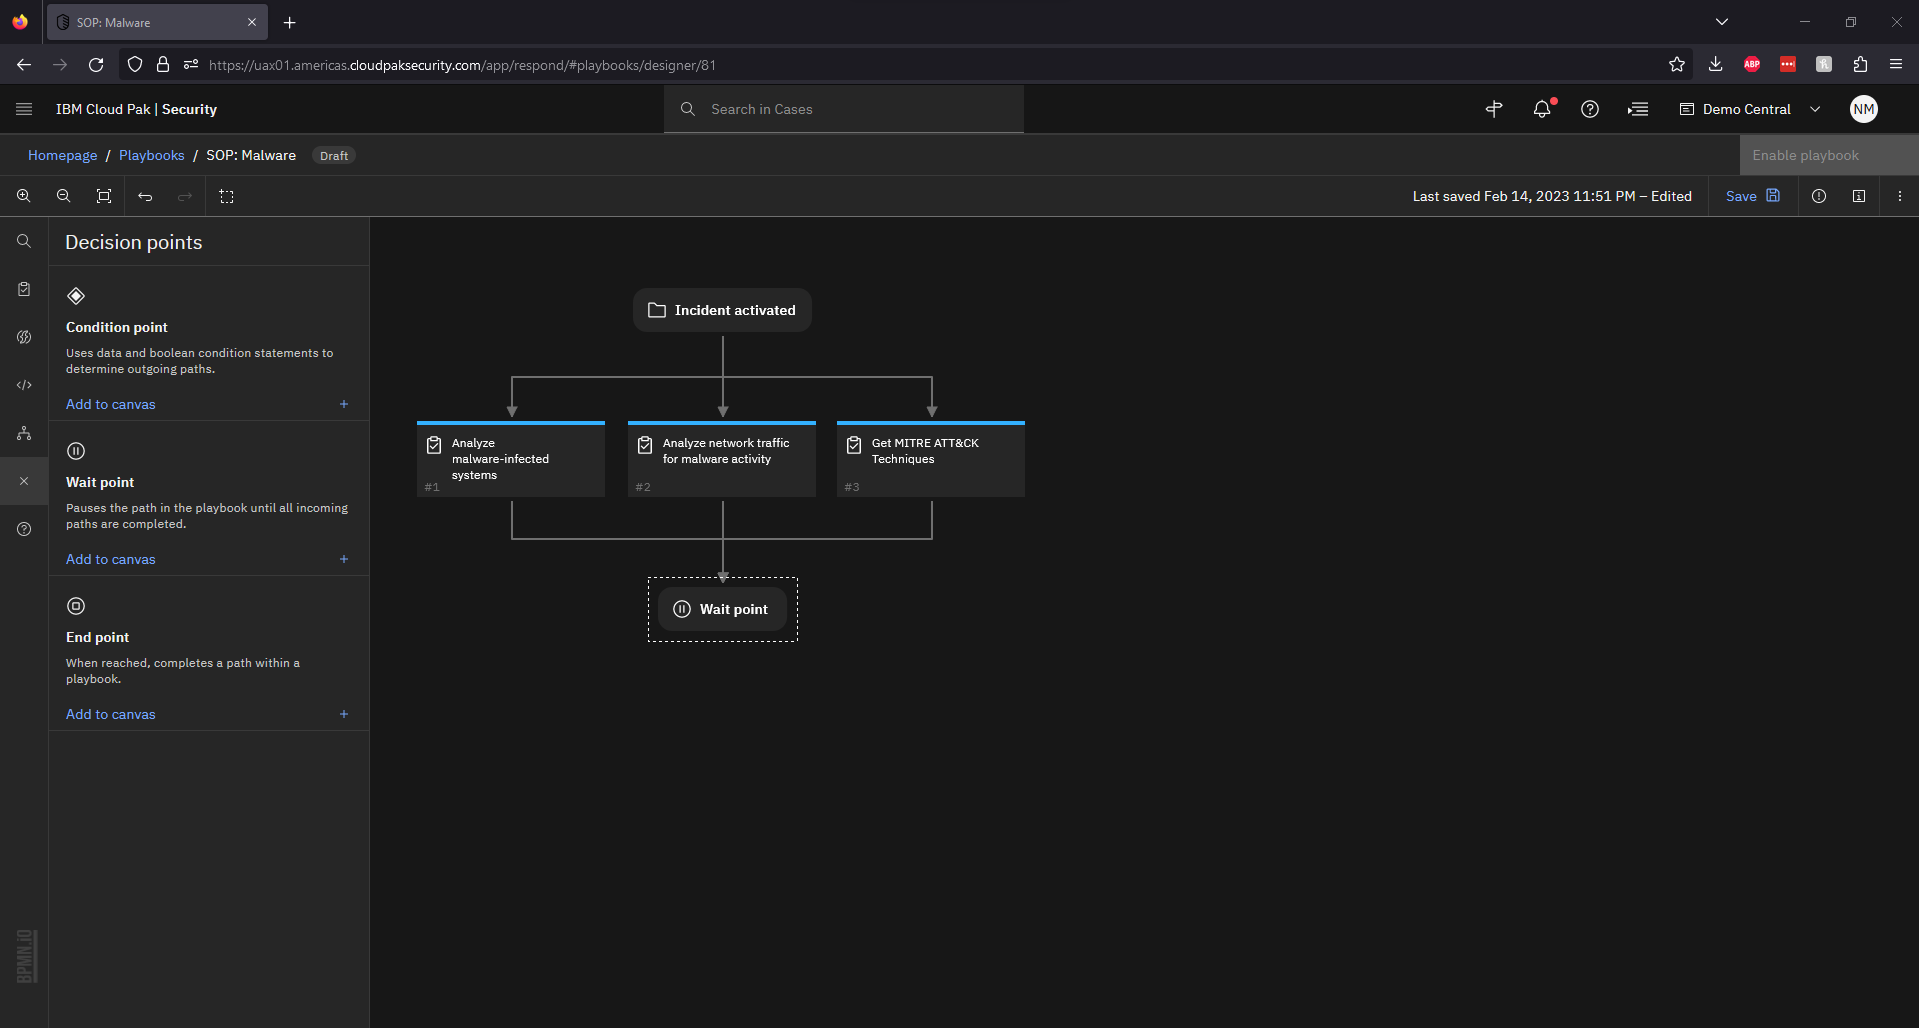 SOP: Malware
https://uax01.americas.cloudpaksecurity.com/app/respond/#playbooks/designer/81
ABP
IBM Cloud Pak | Security
Search in Cases
Demo Central
NM
Homepage / Playbooks / SOP: Malware
Draft
Enable playbook
Last saved Feb 14, 2023 11:51 PM – Edited
Save
Decision points
Condition point
Uses data and boolean condition statements to
determine outgoing paths.
Add to canvas
Wait point
Pauses the path in the playbook until all incoming
paths are completed.
Add to canvas
End point
When reached, completes a path within a
playbook.
Add to canvas
Incident activated
Analyze
malware-infected
systems
#1
Analyze network traffic
for malware activity
#2
Get MITRE ATT&CK
Techniques
#3
Wait point
BPMN.iO